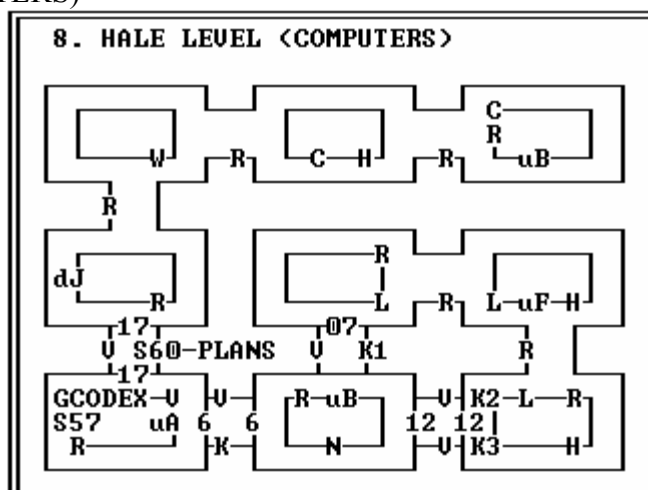 TERS)
8. HALE LEVEL (COMPUTERS)
C
R
W R C H R uB
R
R
dJ
R L R L-uF-H
17 07
V S60-PLANS V K1 R
17
GCODEX-V V R-uB V K2-L R
S57 uA 6 6 12 12
R K N V K3 H